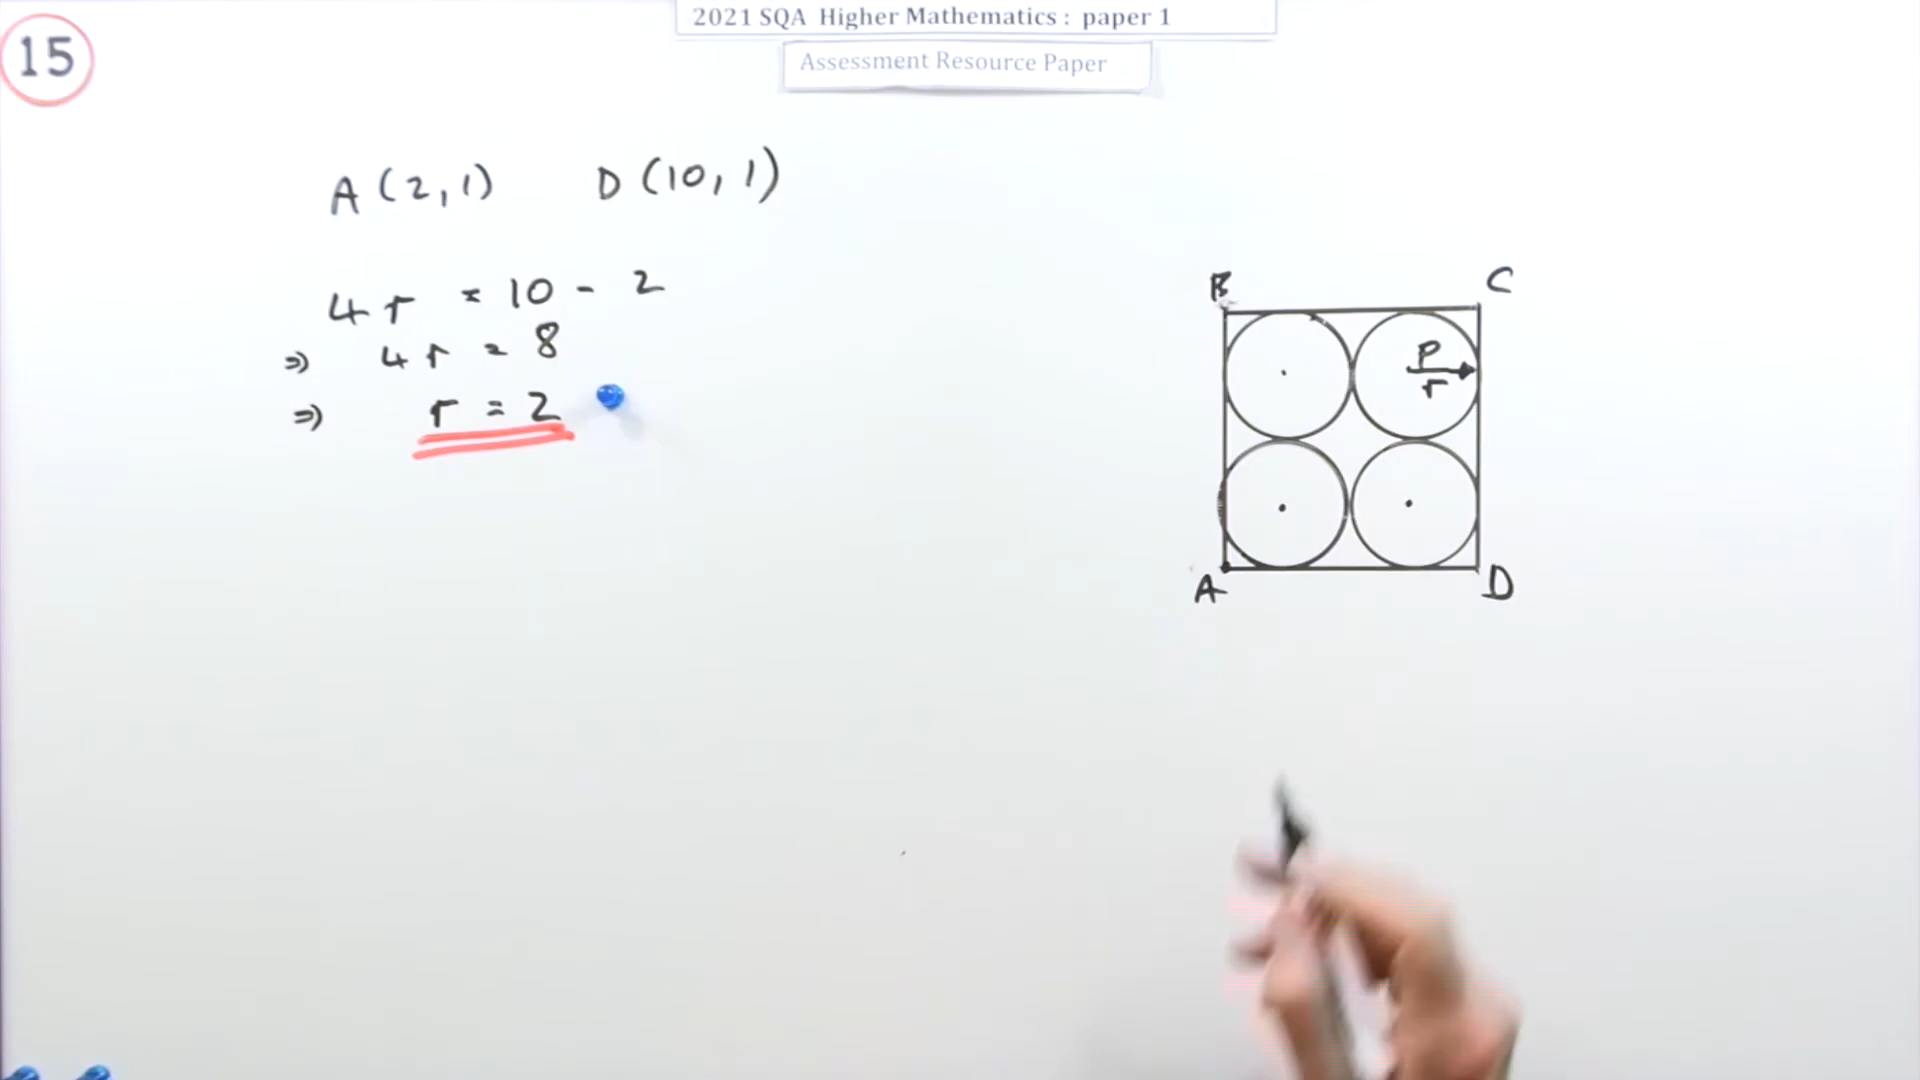 2021 SQA Higher Mathematics : paper 1
Assessment Resource Paper
15
A (2,1) D (10, 1)
4r = 10 - 2
⇒ 4r = 8
⇒ r = 2
B C
P
r
A D